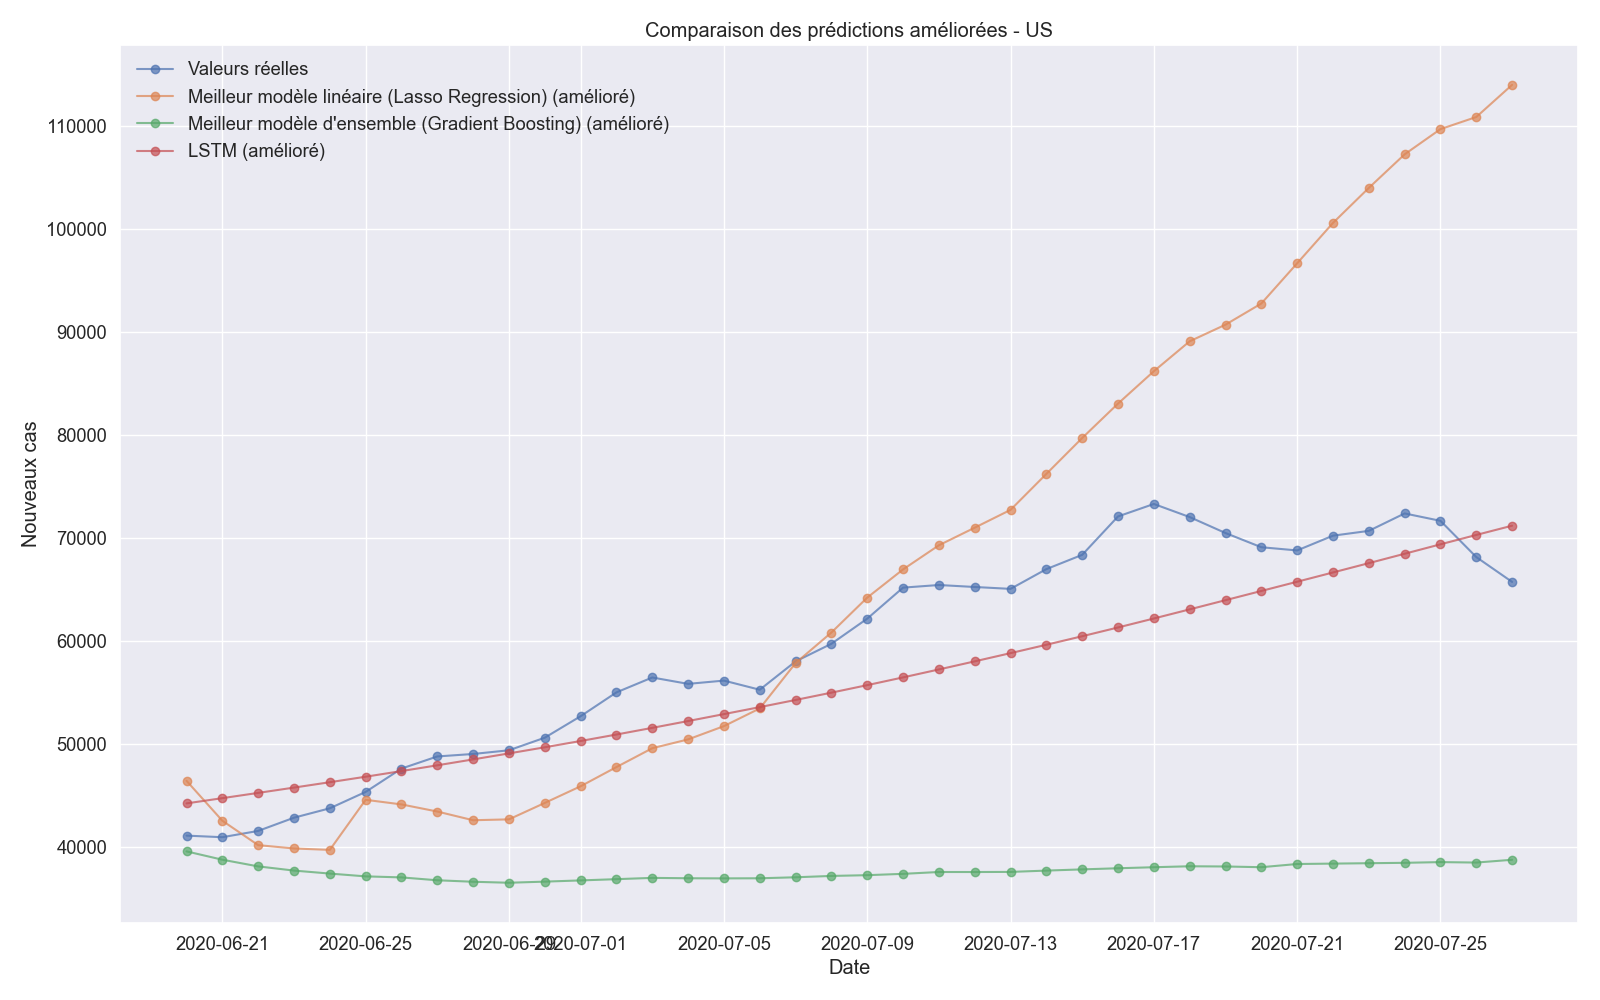 Comparaison des prédictions améliorées - US
Valeurs réelles
Meilleur modèle linéaire (Lasso Regression) (amélioré)
Meilleur modèle d'ensemble (Gradient Boosting) (amélioré)
LSTM (amélioré)
110000
100000
90000
80000
70000
60000
50000
40000
Nouveaux cas
2020-06-21 2020-06-25 2020-06-29 2020-07-01 2020-07-05 2020-07-09 2020-07-13 2020-07-17 2020-07-21 2020-07-25
Date